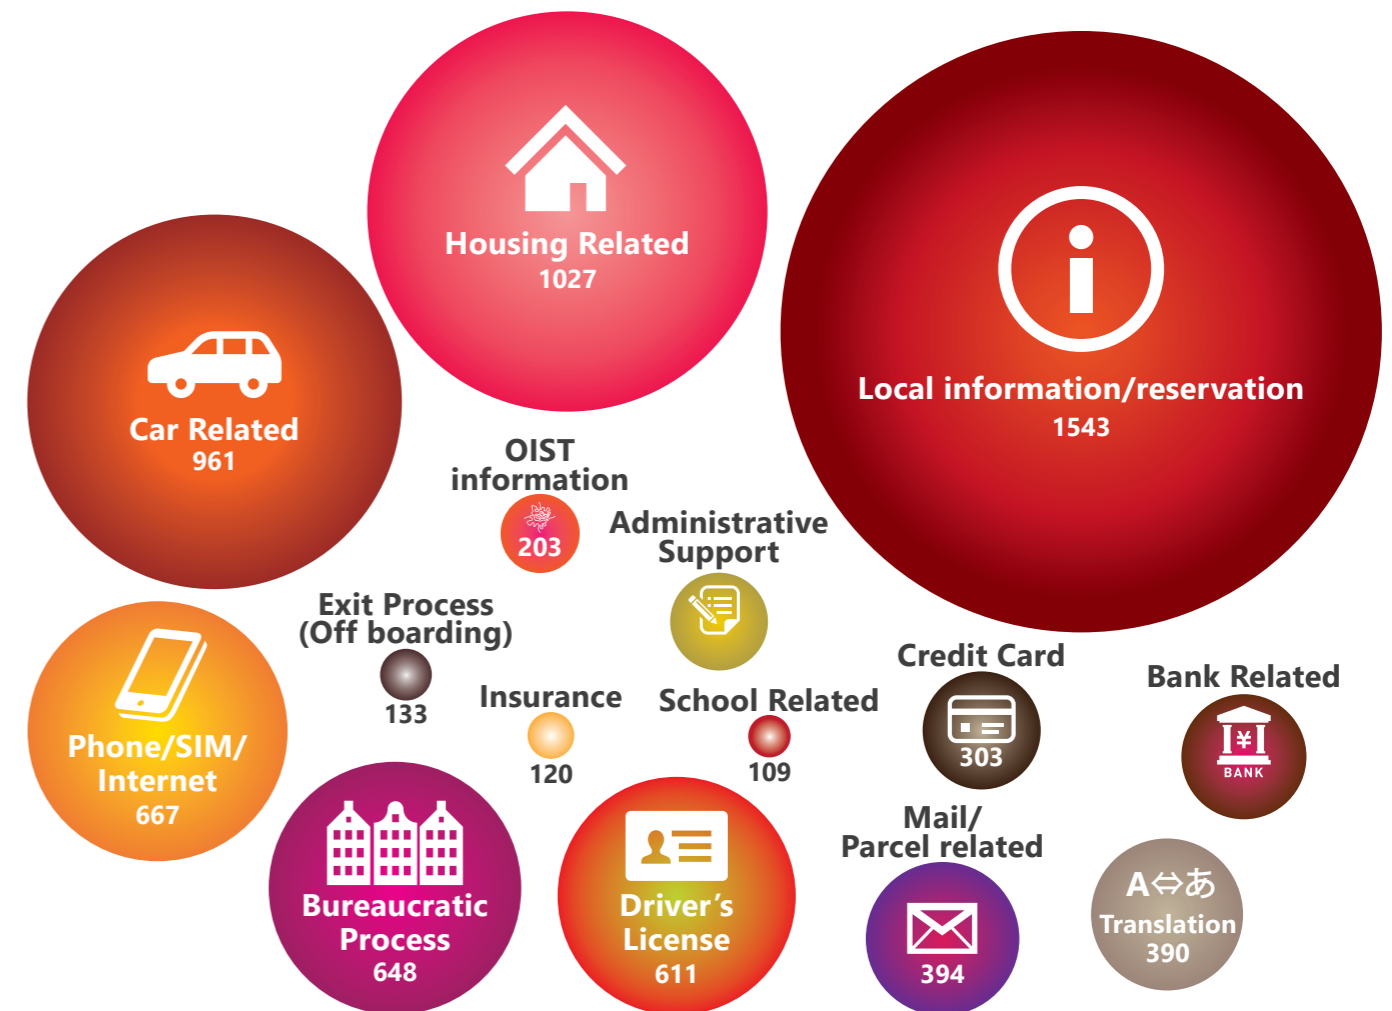 Housing Related
1027
Local information/reservation
1543
Car Related
961
OIST
information
203
Administrative
Support
Exit Process
(Off boarding)
133
Insurance
120
School Related
109
Credit Card
303
Bank Related
¥
BANK
Phone/SIM/
Internet
667
Bureaucratic
Process
648
Driver's
License
611
Mail/
Parcel related
394
A⇔あ
Translation
390